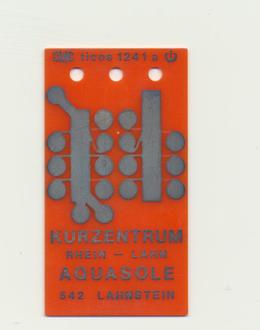 ticos 1241 a
KURZENTRUM
RHEIN – LAHN
AQUASOLE
542 LAHNSTEIN